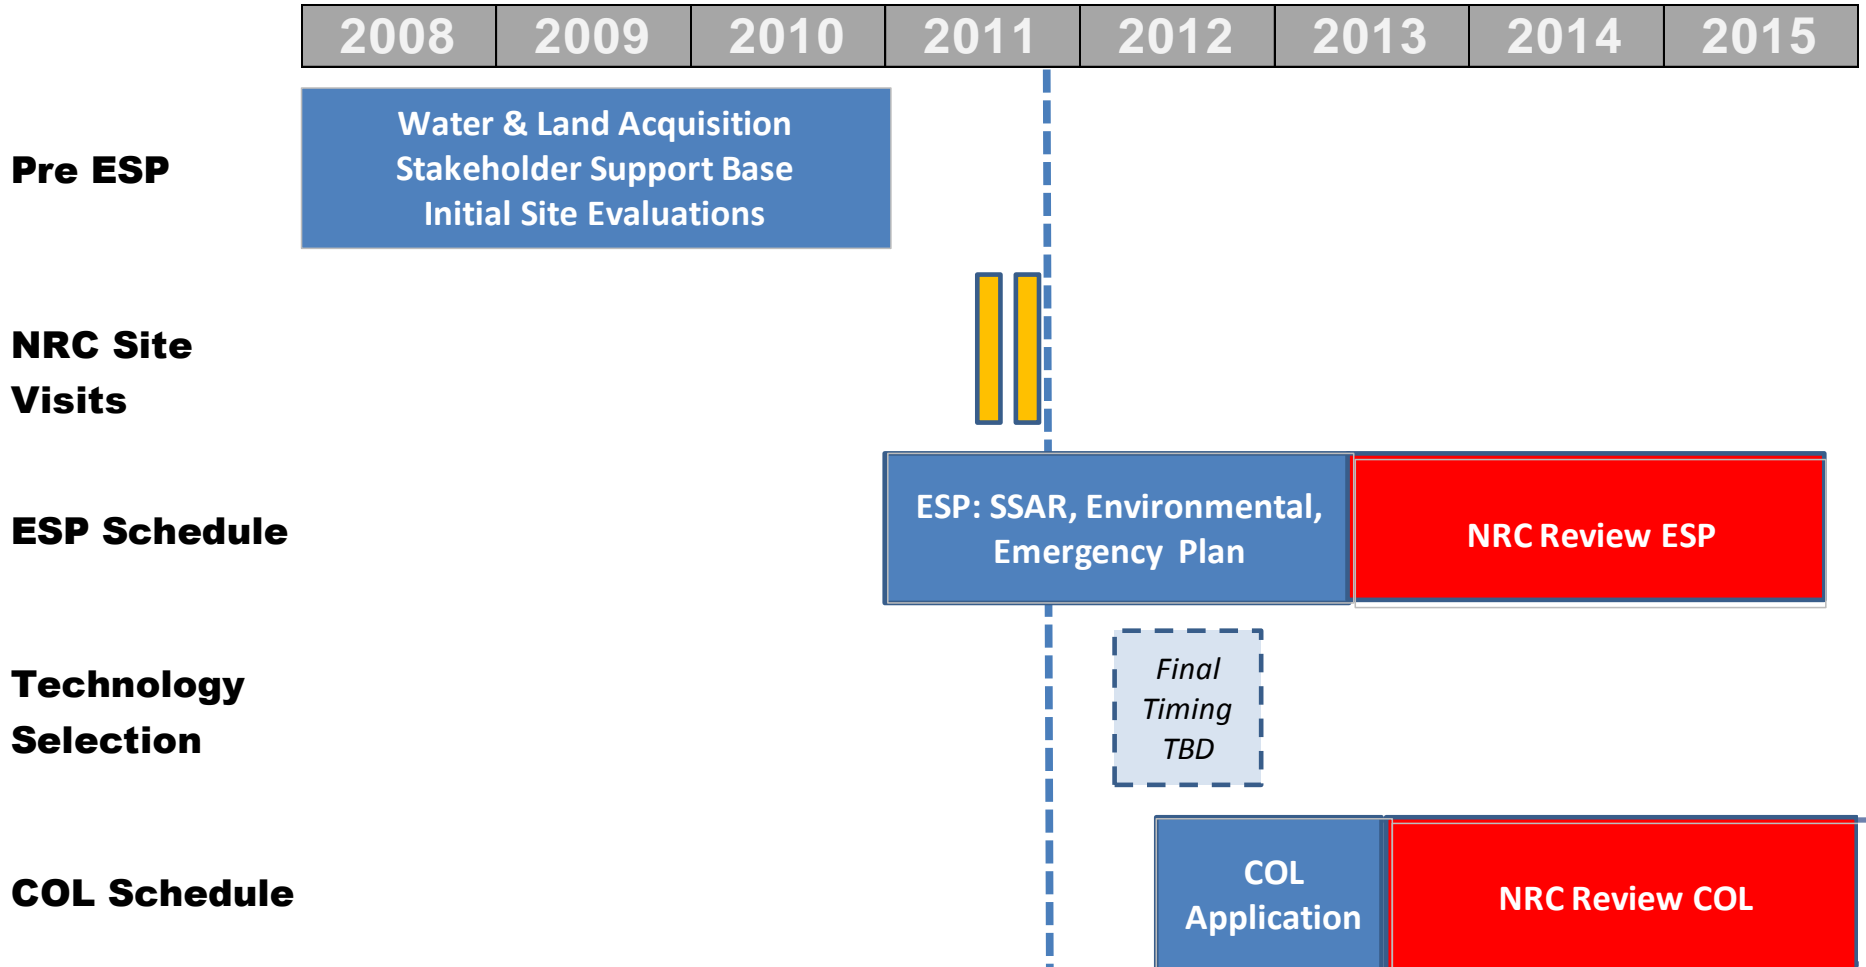 2008 2009 2010 2011 2012 2013 2014 2015
Pre ESP
Water & Land Acquisition
Stakeholder Support Base
Initial Site Evaluations
NRC Site
Visits
ESP Schedule
ESP: SSAR, Environmental,
Emergency Plan
NRC Review ESP
Technology
Selection
Final
Timing
TBD
COL Schedule
COL
Application
NRC Review COL